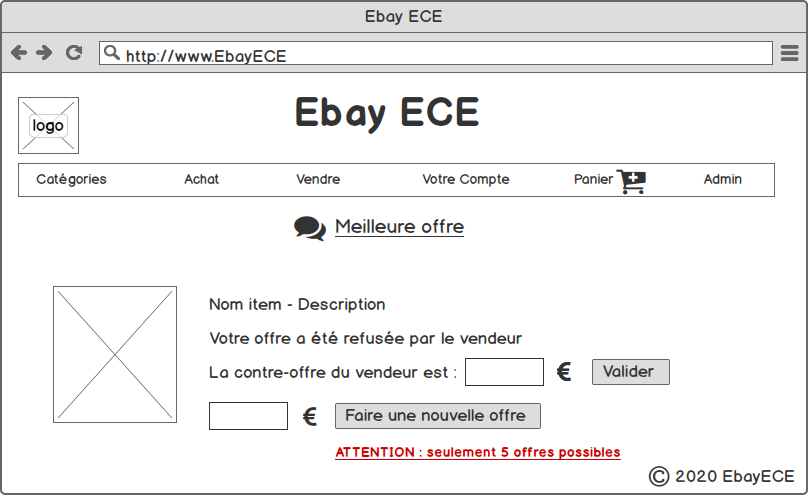 Ebay ECE
http://www.EbayECE
logo
Ebay ECE
Catégories Achat Vendre Votre Compte Panier Admin
Meilleure offre
Nom item - Description
Votre offre a été refusée par le vendeur
La contre-offre du vendeur est : € Valider
€ Faire une nouvelle offre
ATTENTION : seulement 5 offres possibles
© 2020 EbayECE